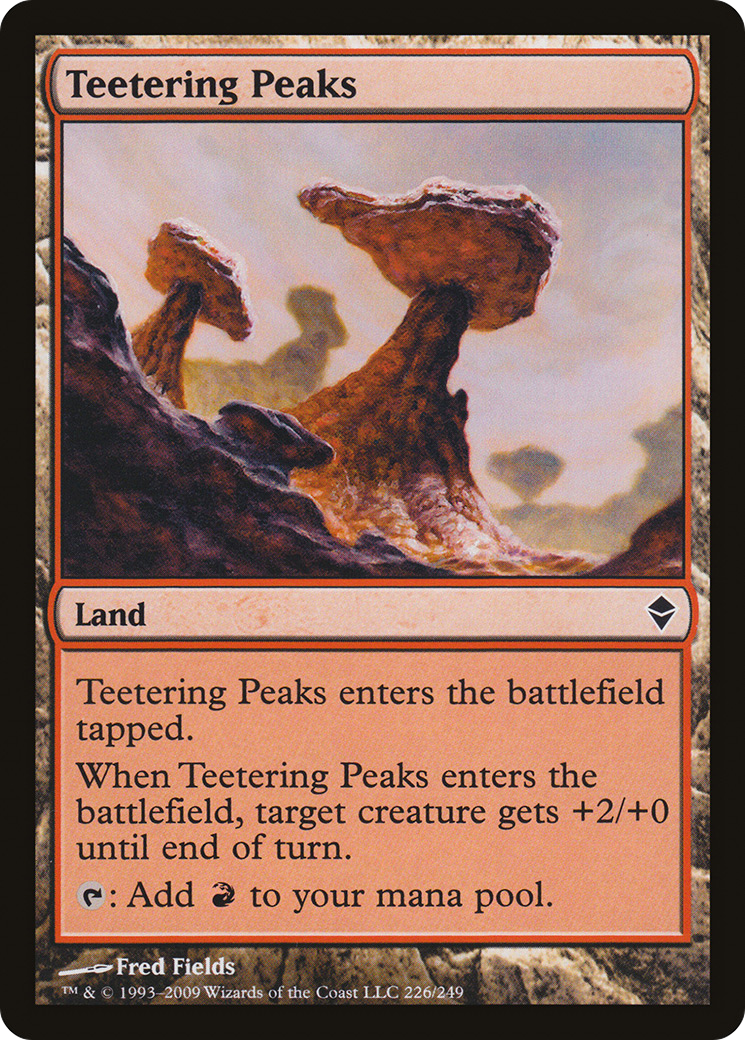 Teetering Peaks
Land
Teetering Peaks enters the battlefield
tapped.
When Teetering Peaks enters the
battlefield, target creature gets +2/+0
until end of turn.
: Add to your mana pool.
Fred Fields
™ & © 1993–2009 Wizards of the Coast LLC 226/249